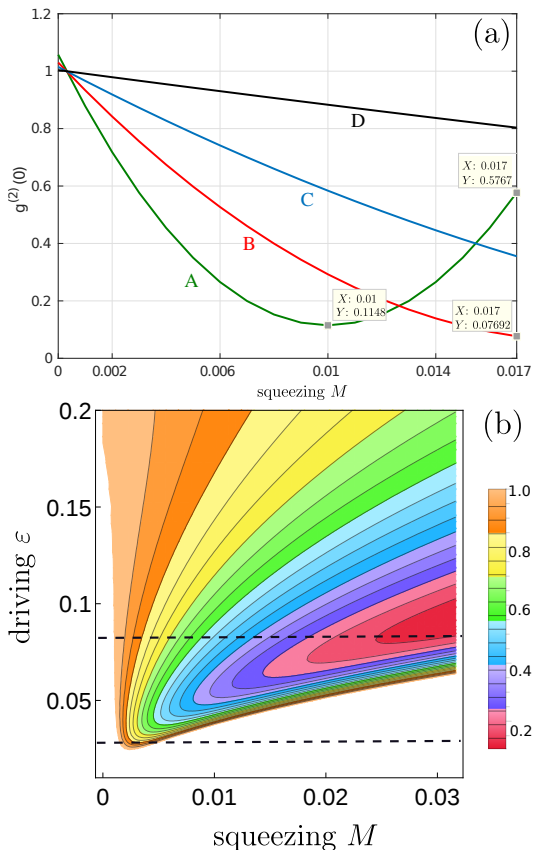 (a)
1.2
1
0.8
0.6
0.4
0.2
0
g(2)(0)
D
C
B
A
X: 0.017
Y: 0.5767
X: 0.01
Y: 0.1148
X: 0.017
Y: 0.07692
0 0.002 0.006 0.01 0.014 0.017
squeezing M
(b)
0.2
0.15
0.1
0.05
driving ε
1.0
0.8
0.6
0.4
0.2
0 0.01 0.02 0.03
squeezing M